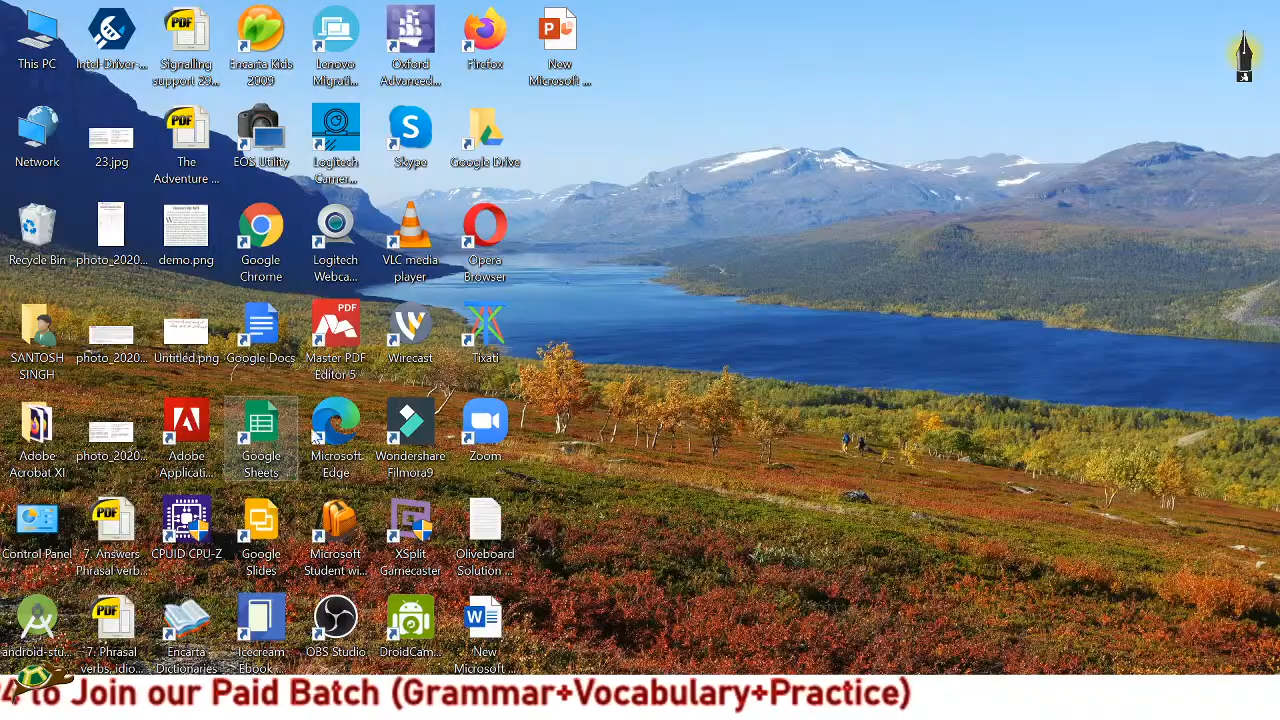 This PC
Intel-Driver-...
Signalling
support 29...
Encarta Kids
2009
Lenovo
Migrati...
Oxford
Advanced...
Firefox
New
Microsoft ...
Network
23.jpg
The
Adventure ...
EOS Utility
Logitech
Camer...
Skype
Google Drive
Recycle Bin
photo_2020...
demo.png
Google
Chrome
Logitech
Webca...
VLC media
player
Opera
Browser
SANTOSH
SINGH
photo_2020...
Untitled.png
Google Docs
Master PDF
Editor 5
Wirecast
Tixati
Adobe
Acrobat XI
photo_2020...
Adobe
Applicati...
Google
Sheets
Microsoft
Edge
Wondershare
Filmora9
Zoom
Control Panel
7. Answers
Phrasal verb...
CPUID CPU-Z
Google
Slides
Microsoft
Student wi...
XSplit
Gamecaster
Oliveboard
Solution ...
android-stu...
7. Phrasal
verbs, idio...
Encarta
Dictionaries
Icecream
Ebook ...
OBS Studio
DroidCam...
New
Microsoft ...
4 to Join our Paid Batch (Grammar+Vocabulary+Practice)